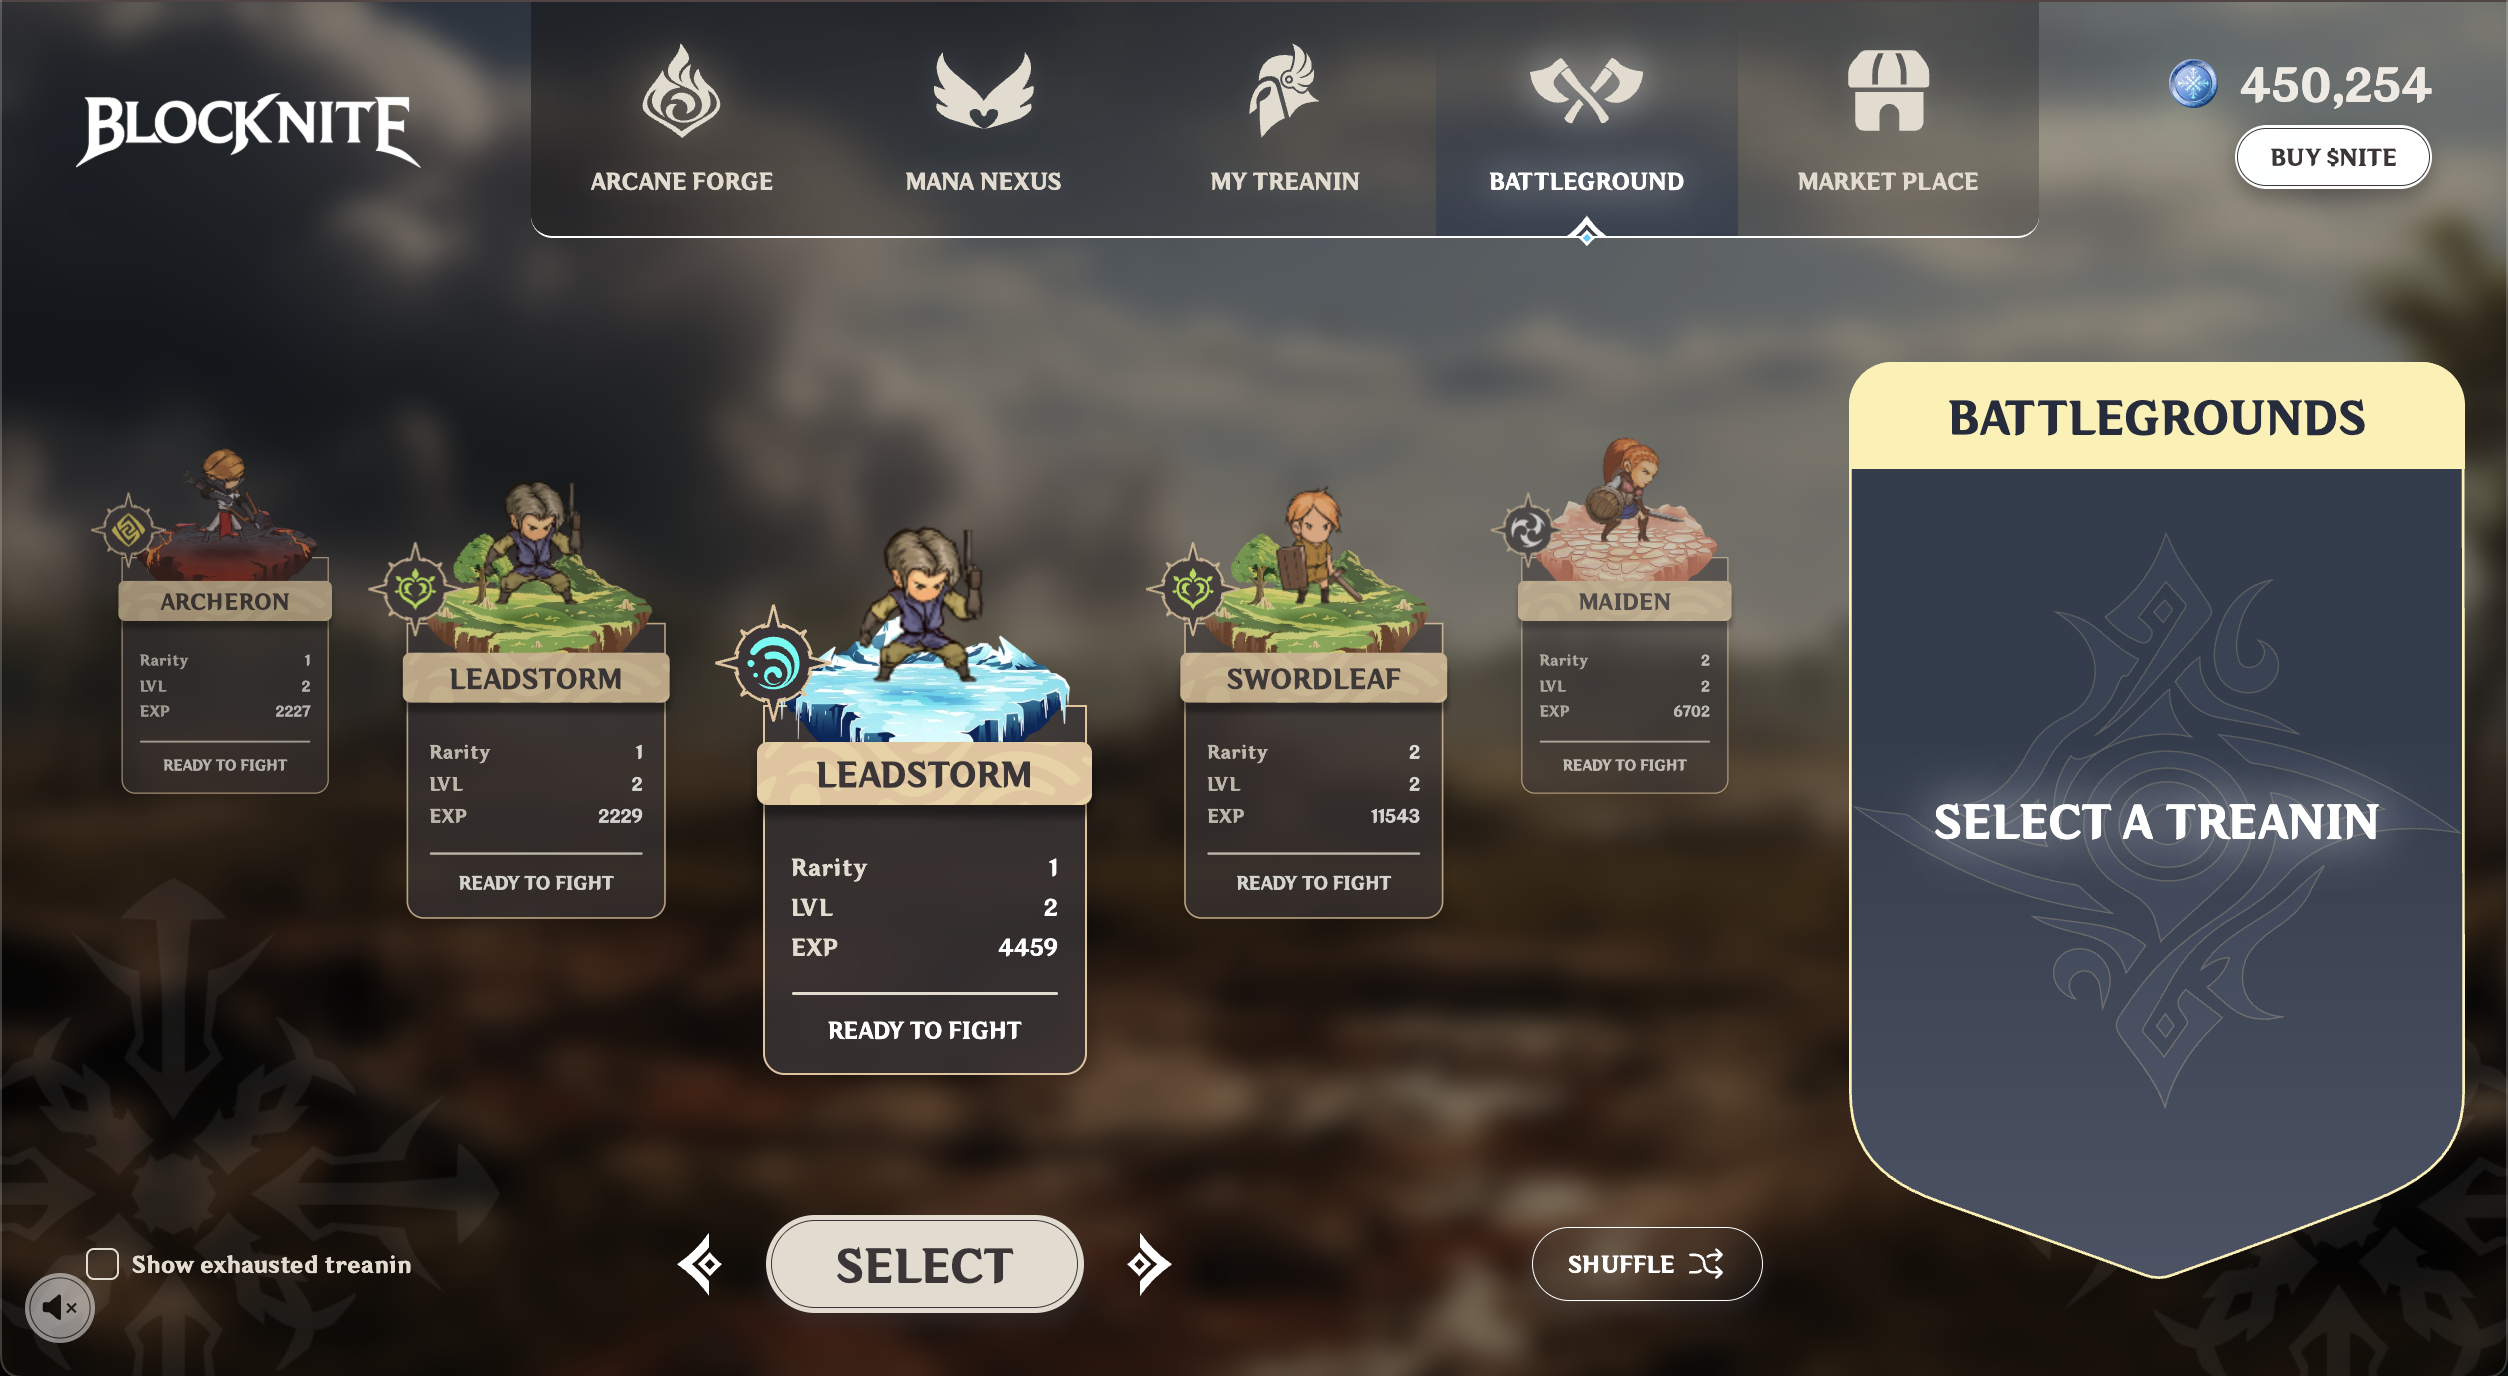 BLOCKNITE
ARCANE FORGE
MANA NEXUS
MY TREANIN
BATTLEGROUND
MARKET PLACE
450,254
BUY $NITE
ARCHERON
Rarity 1
LVL 2
EXP 2227
READY TO FIGHT
LEADSTORM
Rarity 1
LVL 2
EXP 2229
READY TO FIGHT
LEADSTORM
Rarity 1
LVL 2
EXP 4459
READY TO FIGHT
SWORDLEAF
Rarity 2
LVL 2
EXP 11543
READY TO FIGHT
MAIDEN
Rarity 2
LVL 2
EXP 6702
READY TO FIGHT
BATTLEGROUNDS
SELECT A TREANIN
Show exhausted treanin
SELECT
SHUFFLE